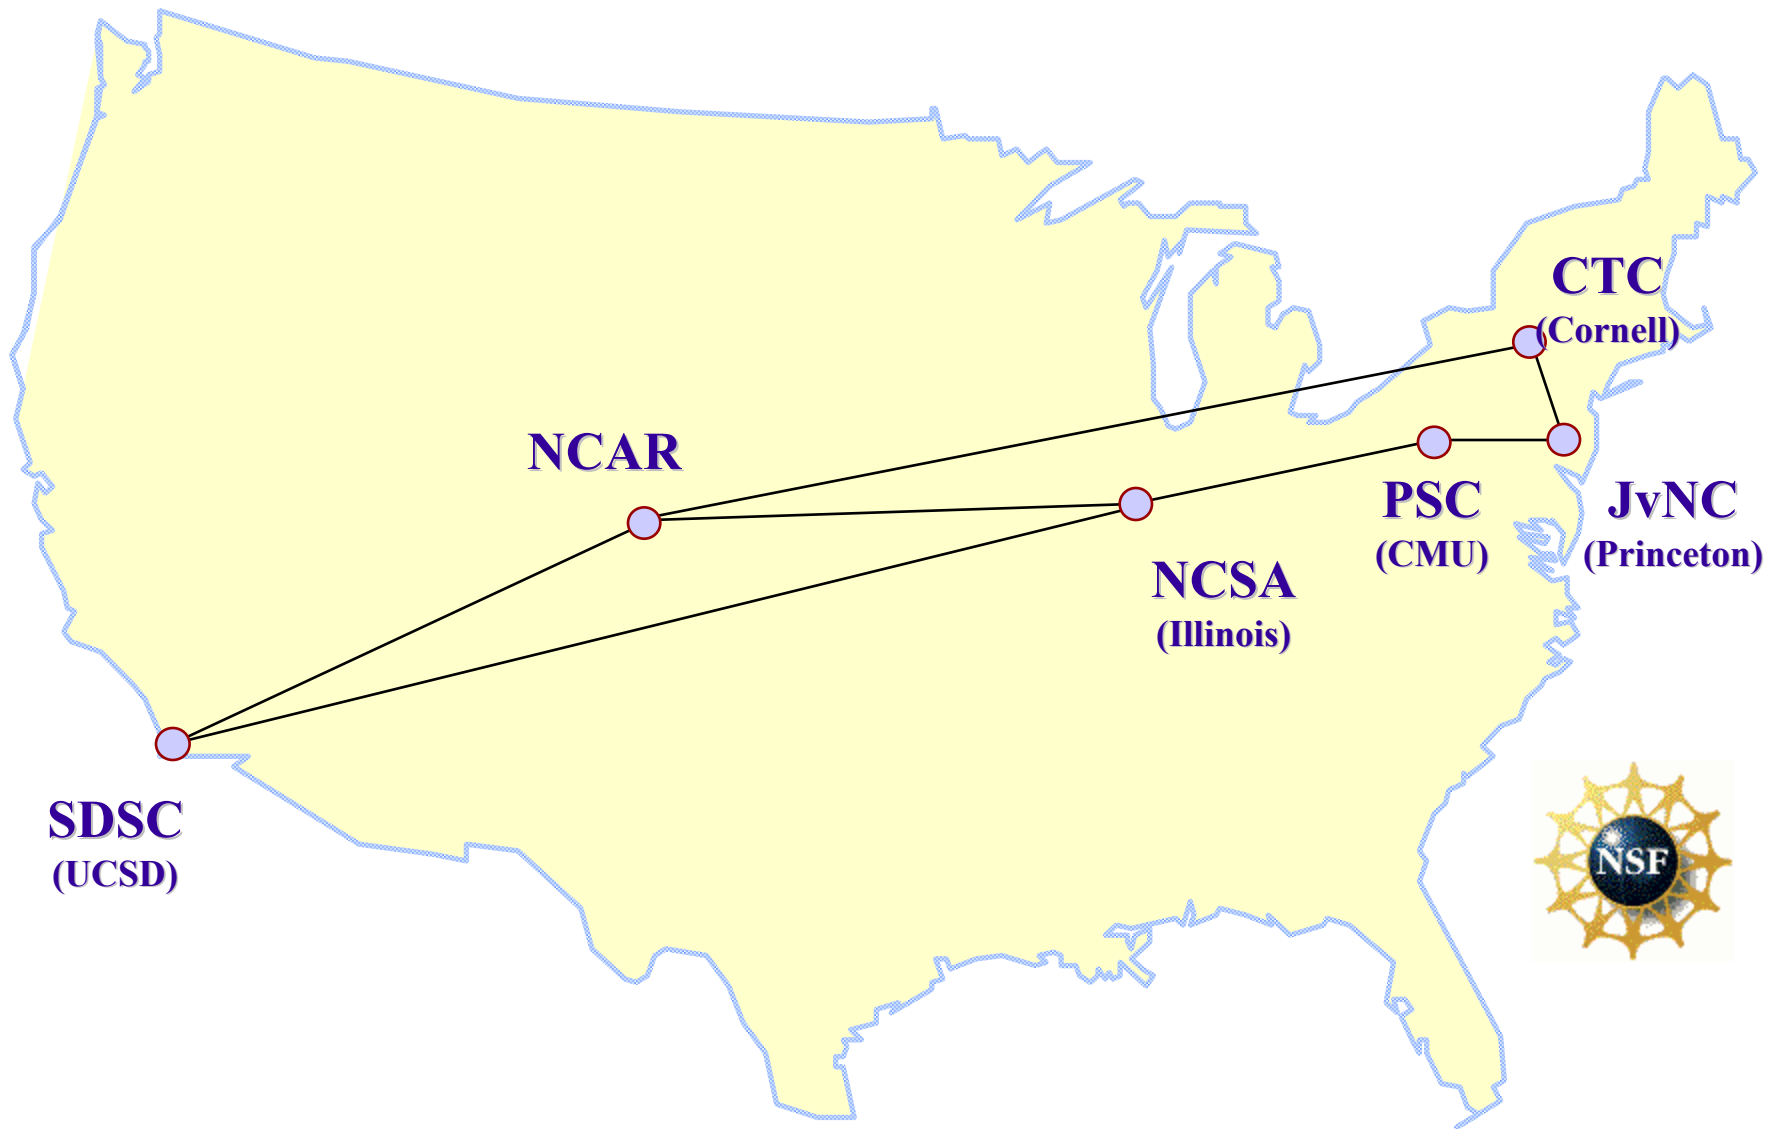 CTC
(Cornell)
NCAR
PSC
(CMU)
JvNC
(Princeton)
NCSA
(Illinois)
SDSC
(UCSD)
NSF